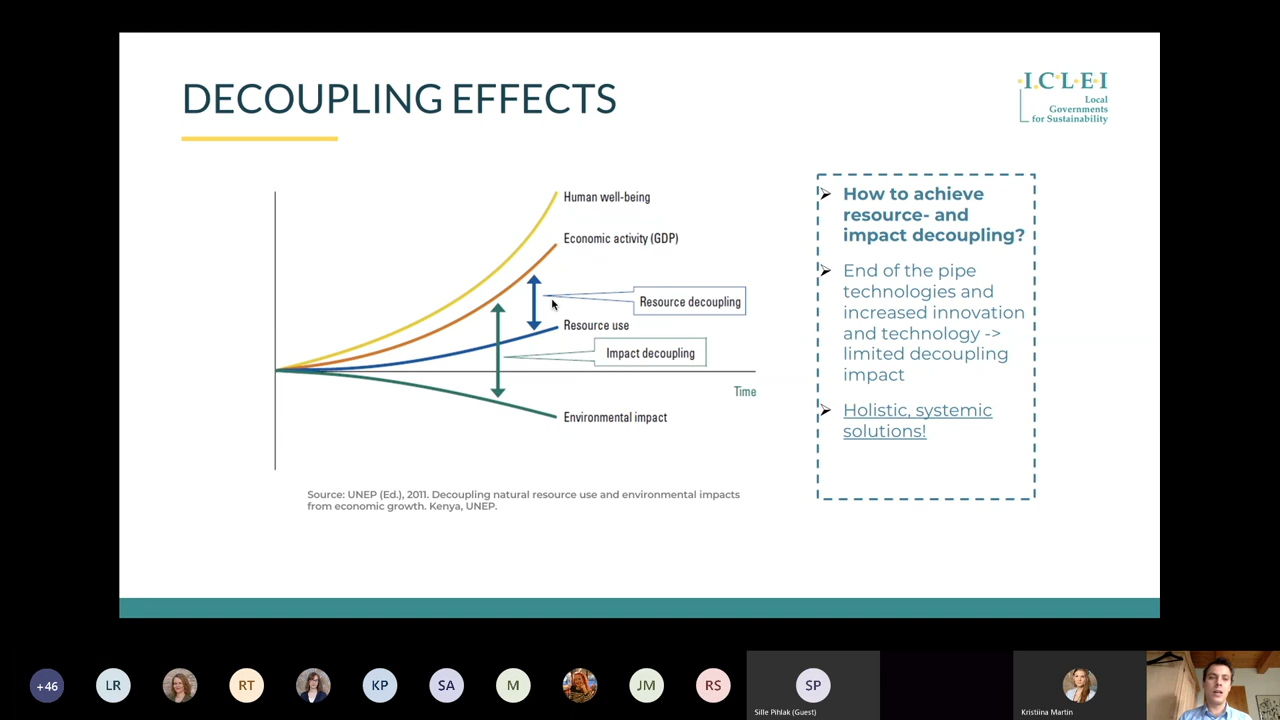 DECOUPLING EFFECTS
I.C.L.E.I
Local
Governments
for Sustainability
Human well-being
Economic activity (GDP)
Resource decoupling
Resource use
Impact decoupling
Time
Environmental impact
Source: UNEP (Ed.), 2011. Decoupling natural resource use and environmental impacts
from economic growth. Kenya, UNEP.
How to achieve
resource- and
impact decoupling?
End of the pipe
technologies and
increased innovation
and technology ->
limited decoupling
impact
Holistic, systemic
solutions!
+46
LR
RT
KP
SA
M
JM
RS
SP
Sille Pihlak (Guest)
Kristiina Martin